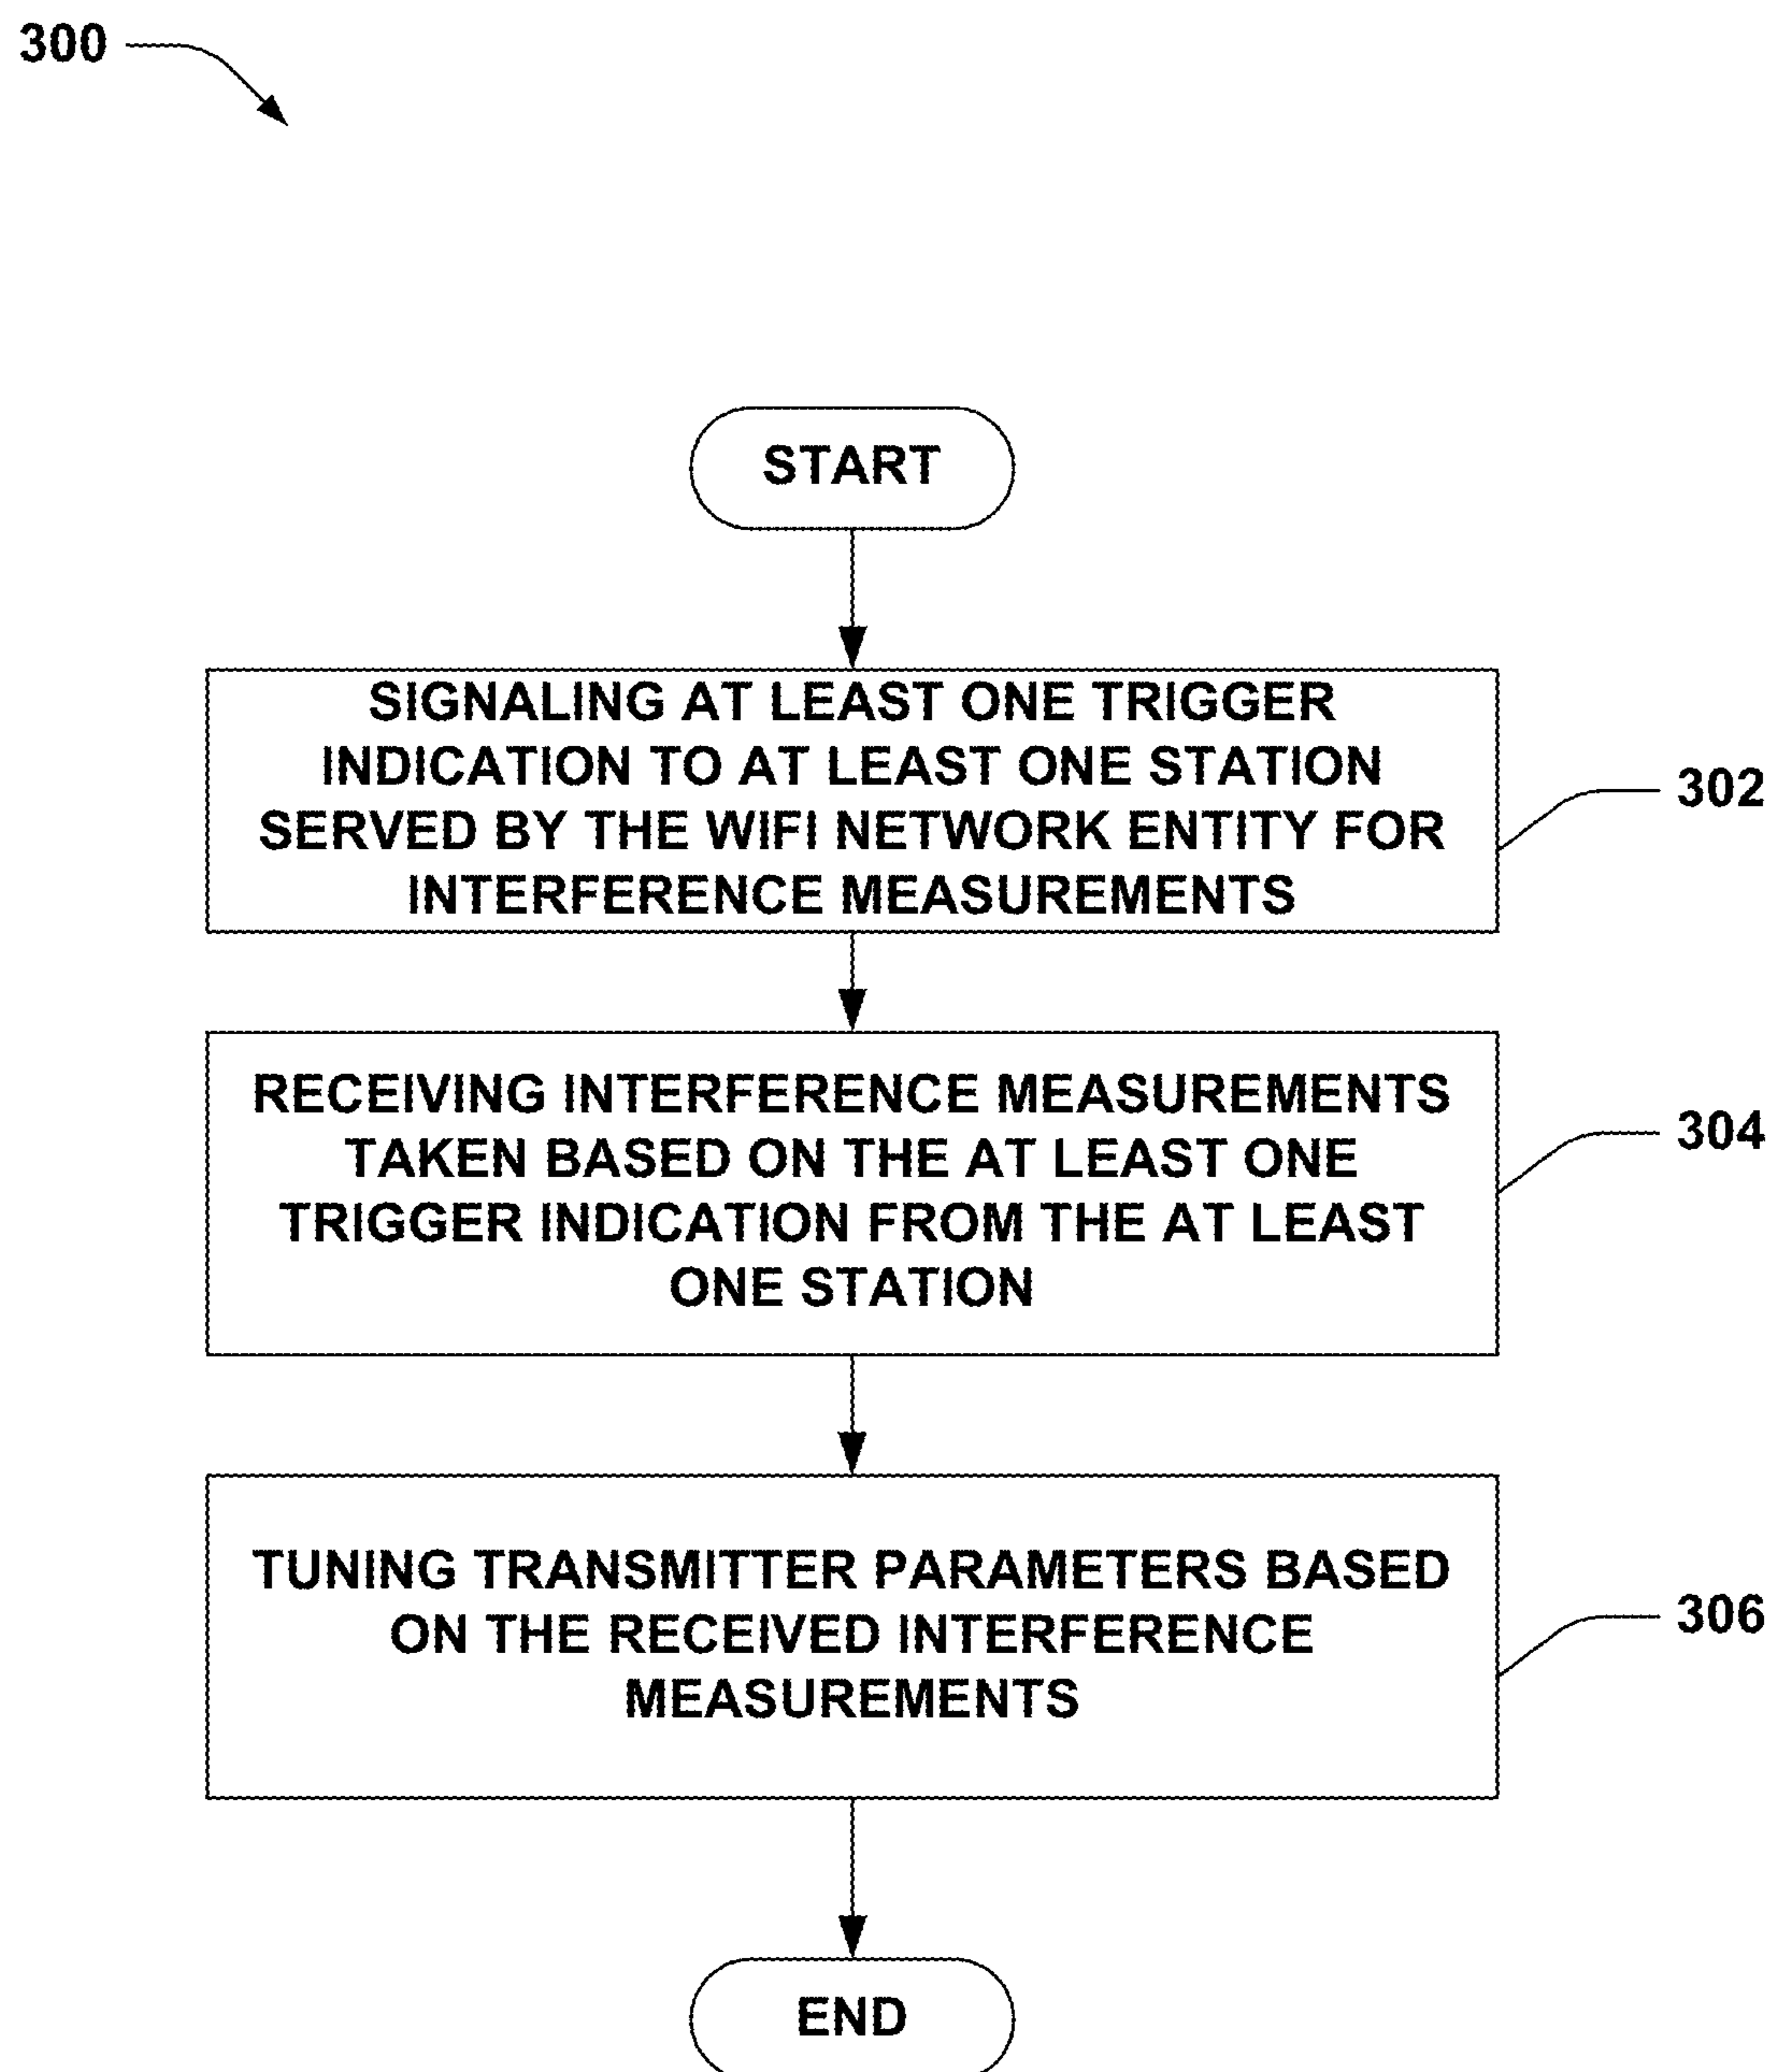 300
START
SIGNALING AT LEAST ONE TRIGGER
INDICATION TO AT LEAST ONE STATION
SERVED BY THE WIFI NETWORK ENTITY FOR
INTERFERENCE MEASUREMENTS
302
RECEIVING INTERFERENCE MEASUREMENTS
TAKEN BASED ON THE AT LEAST ONE
TRIGGER INDICATION FROM THE AT LEAST
ONE STATION
304
TUNING TRANSMITTER PARAMETERS BASED
ON THE RECEIVED INTERFERENCE
MEASUREMENTS
306
END